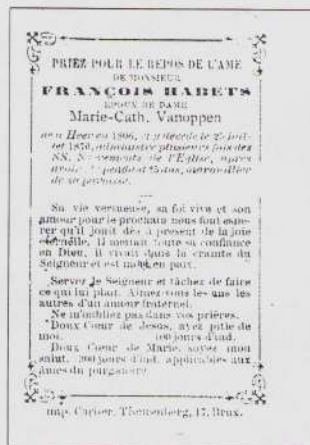 PRIEZ POUR LE REPOS DE L'AME
DE MONSIEUR
FRANÇOIS HABETS
EPOUX DE DAME
Marie-Cath. Vanoppen
né à Heer en 1806, et y décédé le 25 juil-
let 1870, administré plusieurs fois des
SS. Sacrements de l'Eglise, après
avoir pendant ans, marguillier
de sa paroisse.
Sa vie vertueuse, sa foi vive et son
amour pour le prochain nous font espé-
rer qu'il jouit dès à présent de la joie
éternelle. Il mettait toute sa confiance
en Dieu, il vivait dans la crainte du
Seigneur et est mort en paix.
Servez le Seigneur et tâchez de faire
ce qui lui plait. Aimez-vous les uns les
autres d'un amour fraternel.
Ne m'oubliez pas dans vos prières.
Doux Cœur de Jésus, ayez pitié de
moi. 100 jours d'ind.
Doux Cœur de Marie, soyez mon
salut. 300 jours d'ind. applicables aux
âmes du purgatoire
Imp. Carlier, 17, Brux.